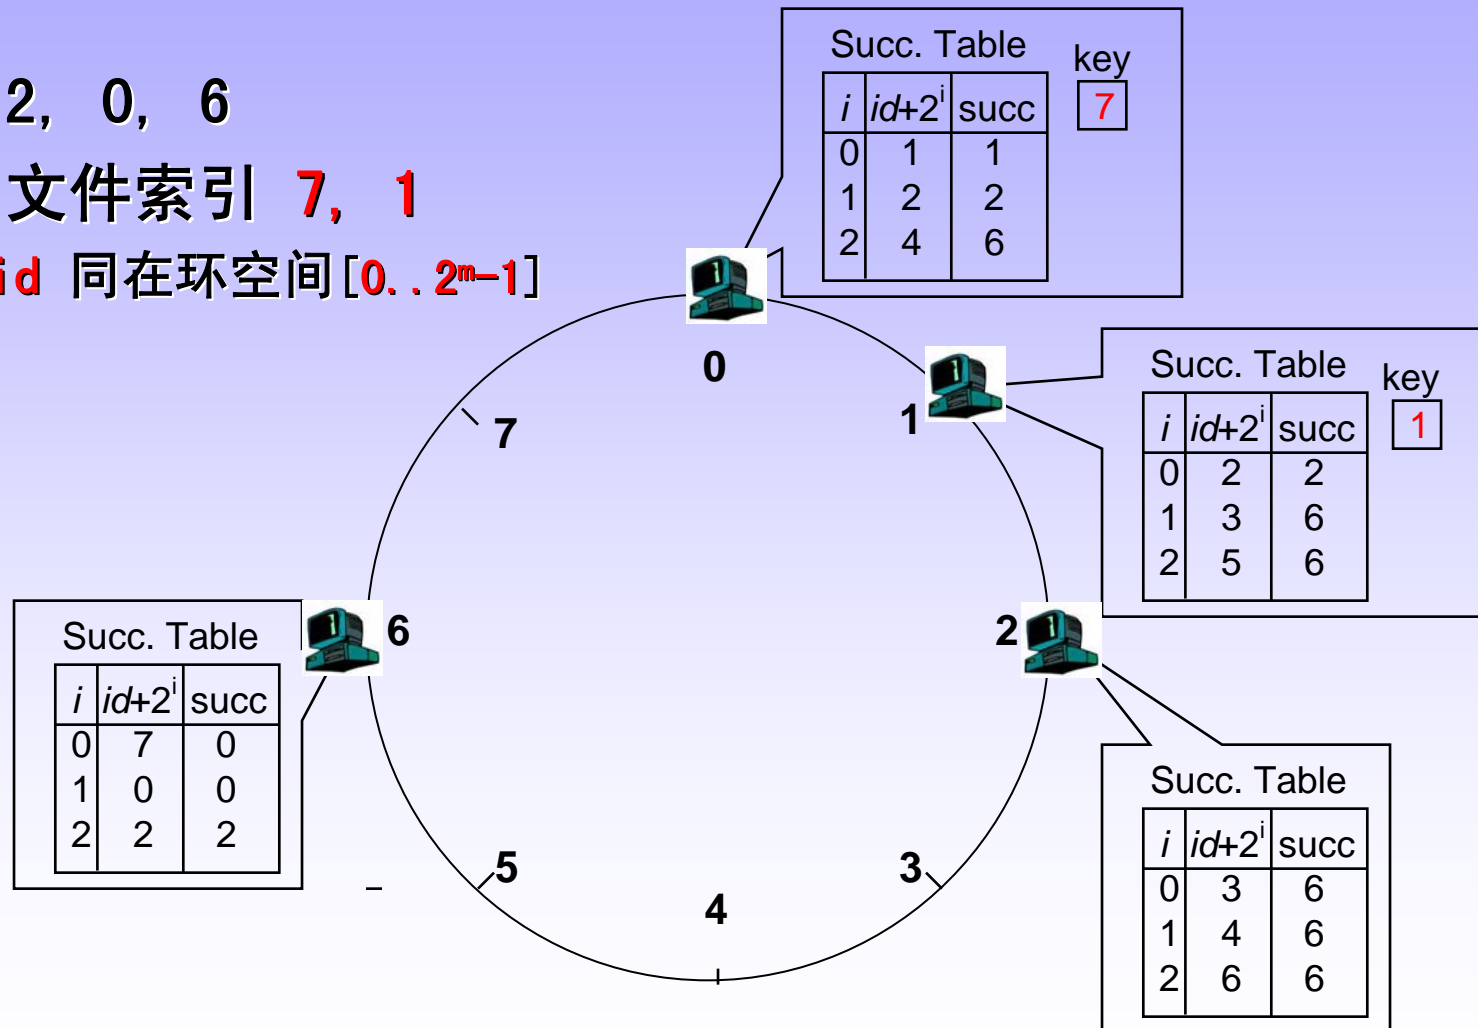 2, 0, 6
文件索引 7, 1
id 同在环空间[0..2ᵐ-1]
Succ. Table
key
i id+2ⁱ succ
7
0 1 1
1 2 2
2 4 6
0
Succ. Table
key
i id+2ⁱ succ
1
0 2 2
1 3 6
2 5 6
1
7
2
6
Succ. Table
i id+2ⁱ succ
0 7 0
1 0 0
2 2 2
Succ. Table
i id+2ⁱ succ
0 3 6
1 4 6
2 6 6
5
3
4